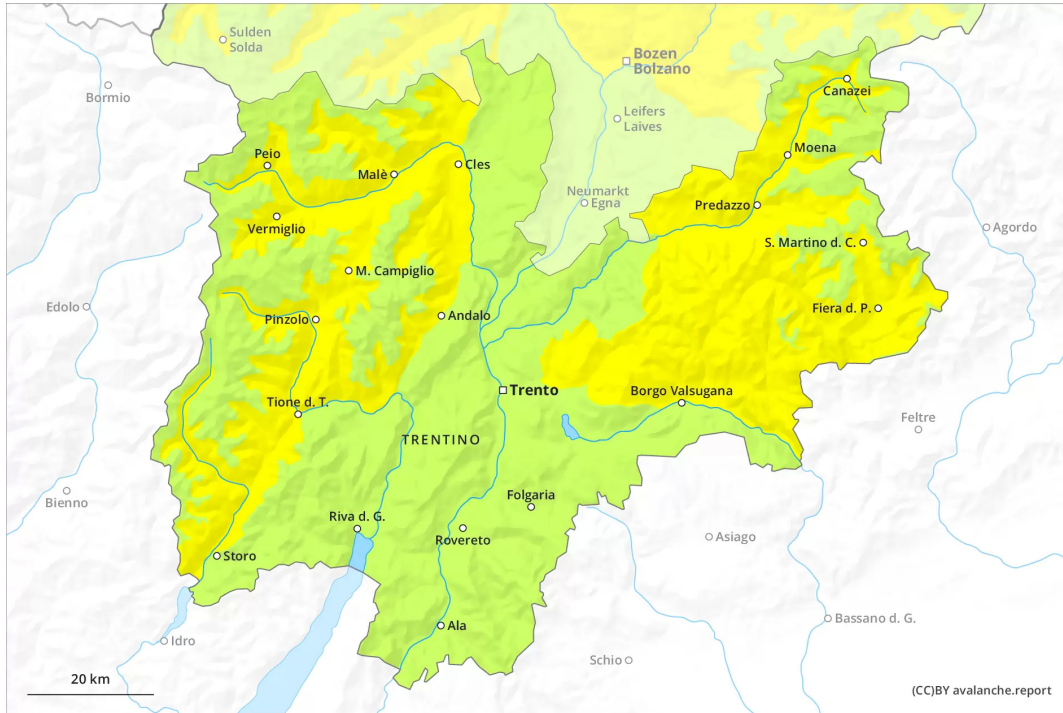 Sulden
Solda
Bozen
Bolzano
Bormio
Canazei
Leifers
Laives
Moena
Peio
Malè
Cles
Neumarkt
Egna
Predazzo
Vermiglio
S. Martino d. C.
Agordo
M. Campiglio
Edolo
Pinzolo
Andalo
Fiera d. P.
Trento
Borgo Valsugana
Tione d. T.
Feltre
TRENTINO
Bienno
Folgaria
Riva d. G.
Rovereto
Asiago
Storo
Ala
Bassano d. G.
Idro
Schio
20 km
(CC)BY avalanche.report